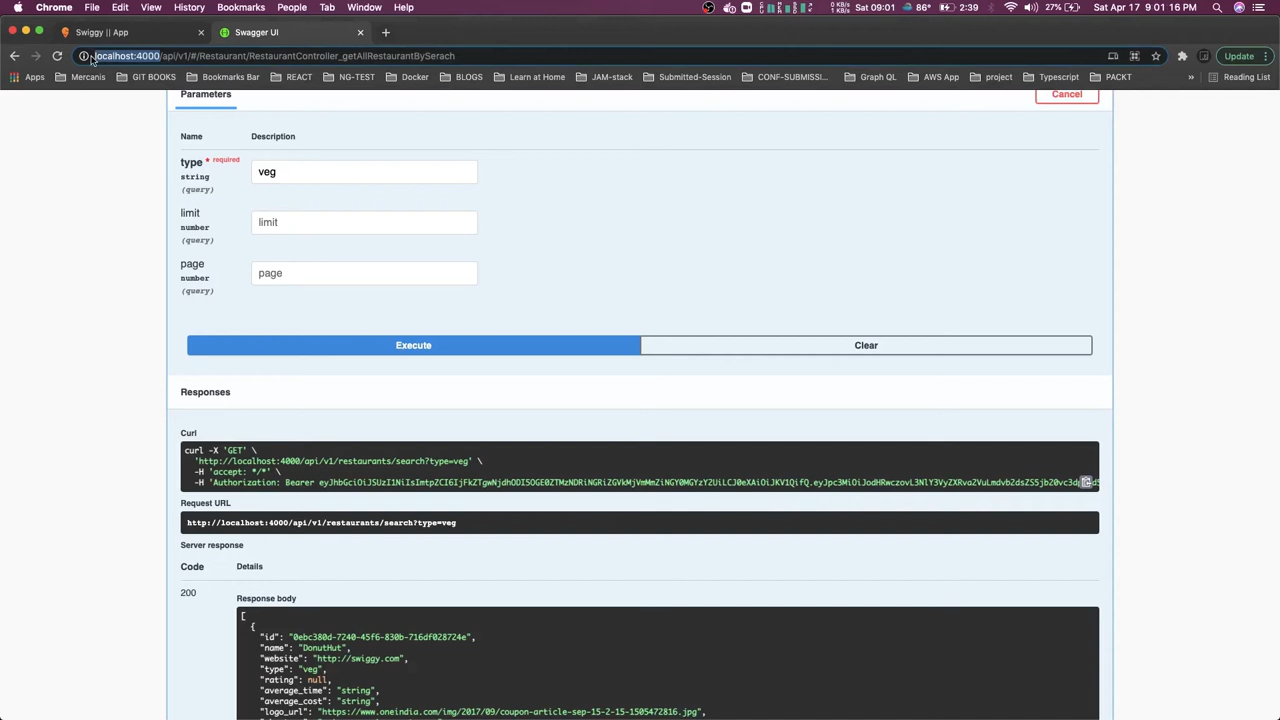 Chrome File Edit View History Bookmarks People Tab Window Help 0 KB/s 0 KB/s Sat 09:01 86° 2:39 27% Sat Apr 17 9 01 16 PM
Swiggy || App Swagger UI
localhost:4000/api/v1/#/Restaurant/RestaurantController_getAllRestaurantBySerach Update
Apps Mercanis GIT BOOKS Bookmarks Bar REACT NG-TEST Docker BLOGS Learn at Home JAM-stack Submitted-Session CONF-SUBMISSI... Graph QL AWS App project Typescript PACKT » Reading List
Parameters Cancel
Name Description
type * required
string
(query)
veg
limit
number
(query)
limit
page
number
(query)
page
Execute Clear
Responses
Curl
curl -X 'GET' \
'http://localhost:4000/api/v1/restaurants/search?type=veg' \
-H 'accept: */*' \
-H 'Authorization: Bearer
Request URL
http://localhost:4000/api/v1/restaurants/search?type=veg
Server response
Code Details
200
Response body
[
{
"id": "0ebc380d-7240-45f6-830b-716df028724e",
"name": "DonutHut",
"website": "http://swiggy.com",
"type": "veg",
"rating": null,
"average_time": "string",
"average_cost": "string",
"logo_url": "https://www.oneindia.com/img/2017/09/coupon-article-sep-15-2-15-1505472816.jpg",